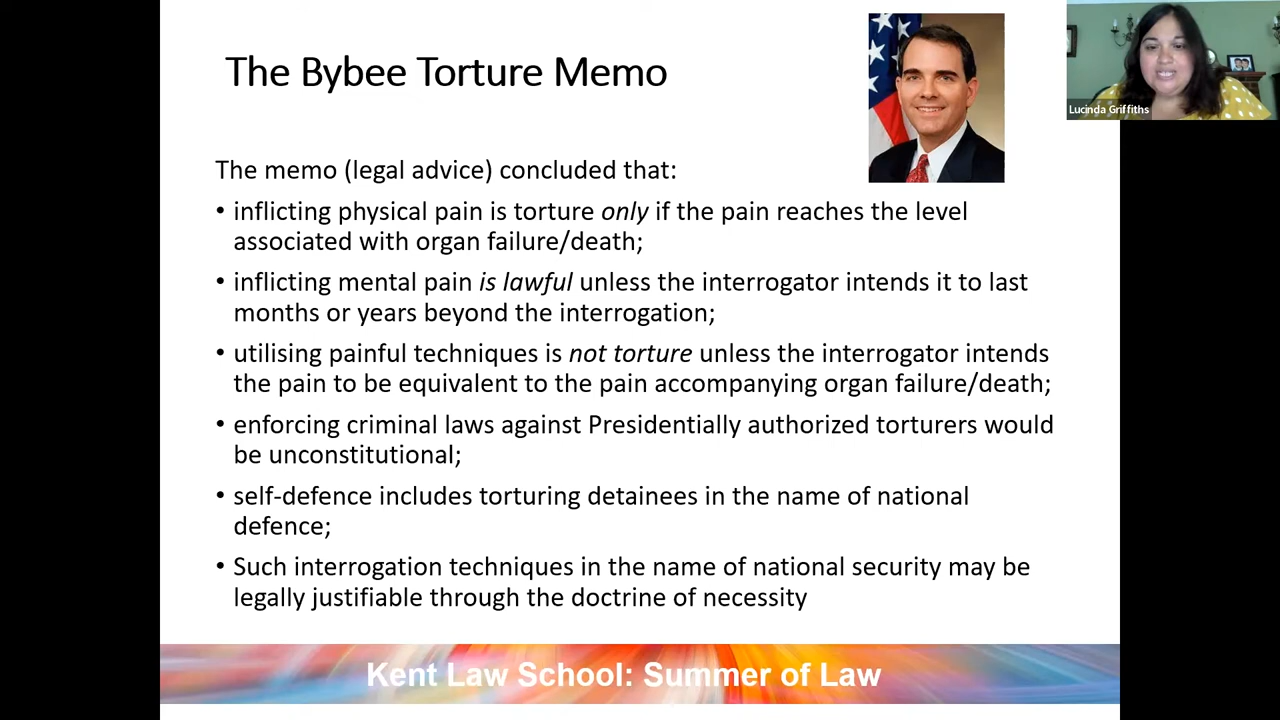 The Bybee Torture Memo
Lucinda Griffiths
The memo (legal advice) concluded that:
• inflicting physical pain is torture only if the pain reaches the level
associated with organ failure/death;
• inflicting mental pain is lawful unless the interrogator intends it to last
months or years beyond the interrogation;
• utilising painful techniques is not torture unless the interrogator intends
the pain to be equivalent to the pain accompanying organ failure/death;
• enforcing criminal laws against Presidentially authorized torturers would
be unconstitutional;
• self-defence includes torturing detainees in the name of national
defence;
• Such interrogation techniques in the name of national security may be
legally justifiable through the doctrine of necessity
Kent Law School: Summer of Law